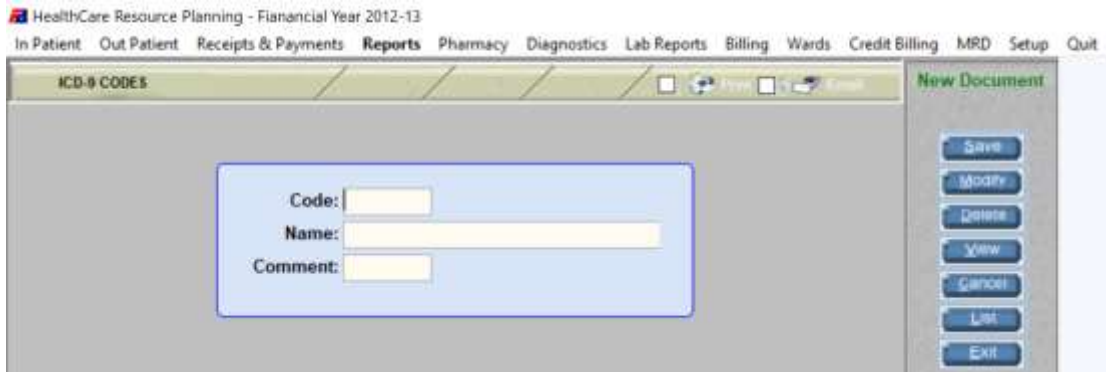 HealthCare Resource Planning - Fianancial Year 2012-13
In Patient Out Patient Receipts & Payments Reports Pharmacy Diagnostics Lab Reports Billing Wards Credit Billing MRD Setup Quit
ICD-9 CODES
New Document
Save
Modify
Delete
View
Cancel
List
Exit
Code:
Name:
Comment: